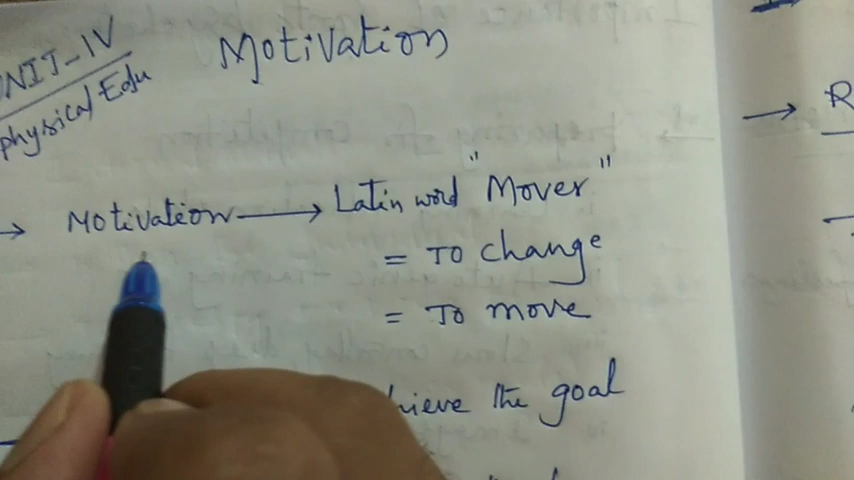 UNIT-IV
physical Edu
Motivation
→ Motivation → Latin word "Mover"
= To change
= To move
the goal
→ R